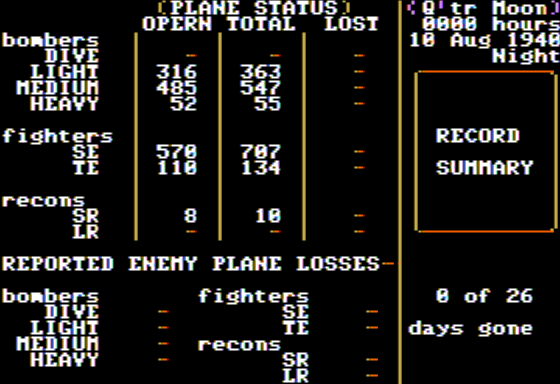 (PLANE STATUS)
OPERN TOTAL LOST
bombers
DIVE - - -
LIGHT 316 363 -
MEDIUM 485 547 -
HEAVY 52 55 -
fighters
SE 570 707 -
TE 110 134 -
recons
SR 8 10 -
LR - - -
REPORTED ENEMY PLANE LOSSES-
bombers fighters
DIVE - SE -
LIGHT - TE -
MEDIUM - recons
HEAVY - SR -
LR -
(Q'tr Moon)
0000 hours
10 Aug 1940
Night
RECORD
SUMMARY
0 of 26
days gone